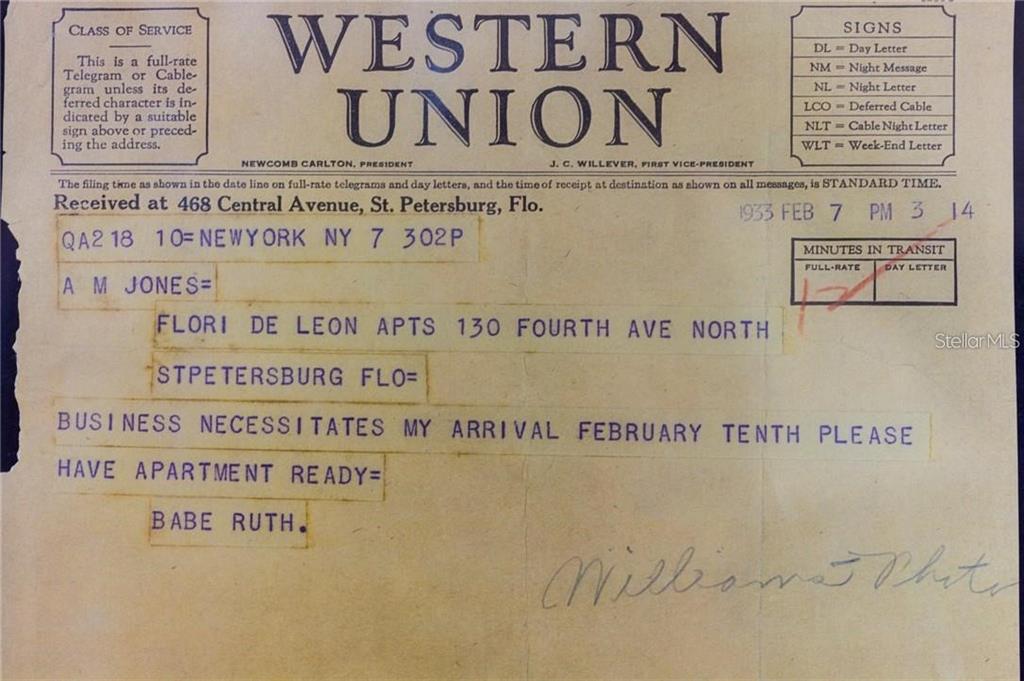 CLASS OF SERVICE
This is a full-rate
Telegram or Cable-
gram unless its de-
ferred character is in-
dicated by a suitable
sign above or preced-
ing the address.
WESTERN
UNION
NEWCOMB CARLTON, PRESIDENT
J. C. WILLEVER, FIRST VICE-PRESIDENT
SIGNS
DL = Day Letter
NM = Night Message
NL = Night Letter
LCO = Deferred Cable
NLT = Cable Night Letter
WLT = Week-End Letter
The filing time as shown in the date line on full-rate telegrams and day letters, and the time of receipt at destination as shown on all messages, is STANDARD TIME.
Received at 468 Central Avenue, St. Petersburg, Flo.
1933 FEB 7 PM 3 14
QA218 10=NEWYORK NY 7 302P
MINUTES IN TRANSIT
FULL-RATE DAY LETTER
12
A M JONES=
FLORI DE LEON APTS 130 FOURTH AVE NORTH
StellarMLS
STPETERSBURG FLO=
BUSINESS NECESSITATES MY ARRIVAL FEBRUARY TENTH PLEASE
HAVE APARTMENT READY=
BABE RUTH.
Williams Photo